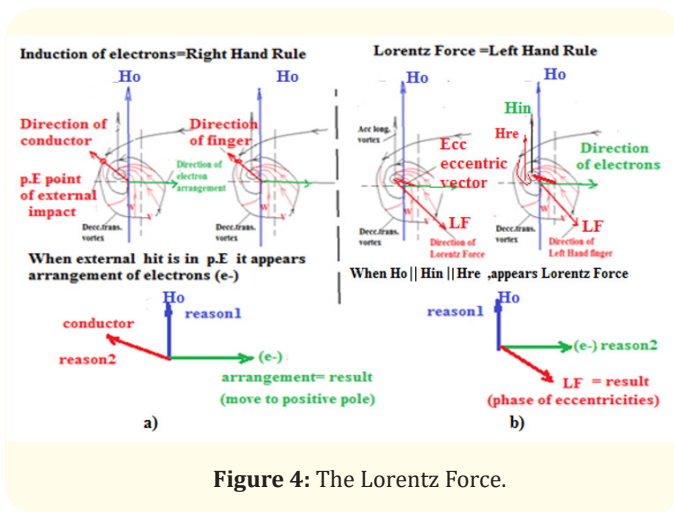 Induction of electrons=Right Hand Rule
Ho
Ho
Direction of
conductor
Direction
of finger
p.E point
of external
impact
Direction of
electron
arrangement
W
V
W
V
Decc.trans.
vortex
Decc.trans.
vortex
When external hit is in p.E it appears
arrangement of electrons (e-)
Ho
reason1
conductor
reason2
(e-)
arrangement= result
(move to positive pole)
a)
Lorentz Force =Left Hand Rule
Ho
Ho
Hin
Acc long.
vortex
Hre
Ecc
eccentric
vector
Direction
of electrons
W
V
W
V
LF
LF
Decc.trans.
vortex
Direction of
Lorentz Force
Decc.trans.
vortex
Direction of
Left Hand finger
When Ho || Hin || Hre ,appears Lorentz Force
Ho
reason1
(e-) reason2
LF = result
(phase of eccentricities)
b)
Figure 4: The Lorentz Force.